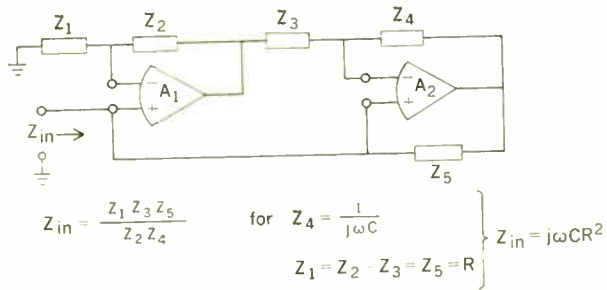 Z1 Z2 Z3 Z4
− A1 +
− A2 +
Zin →
Z5
Zin = Z1 Z3 Z5 / Z2 Z4 for Z4 = 1 / jωC
Z1 = Z2 - Z3 = Z5 = R
Zin = jωCR²